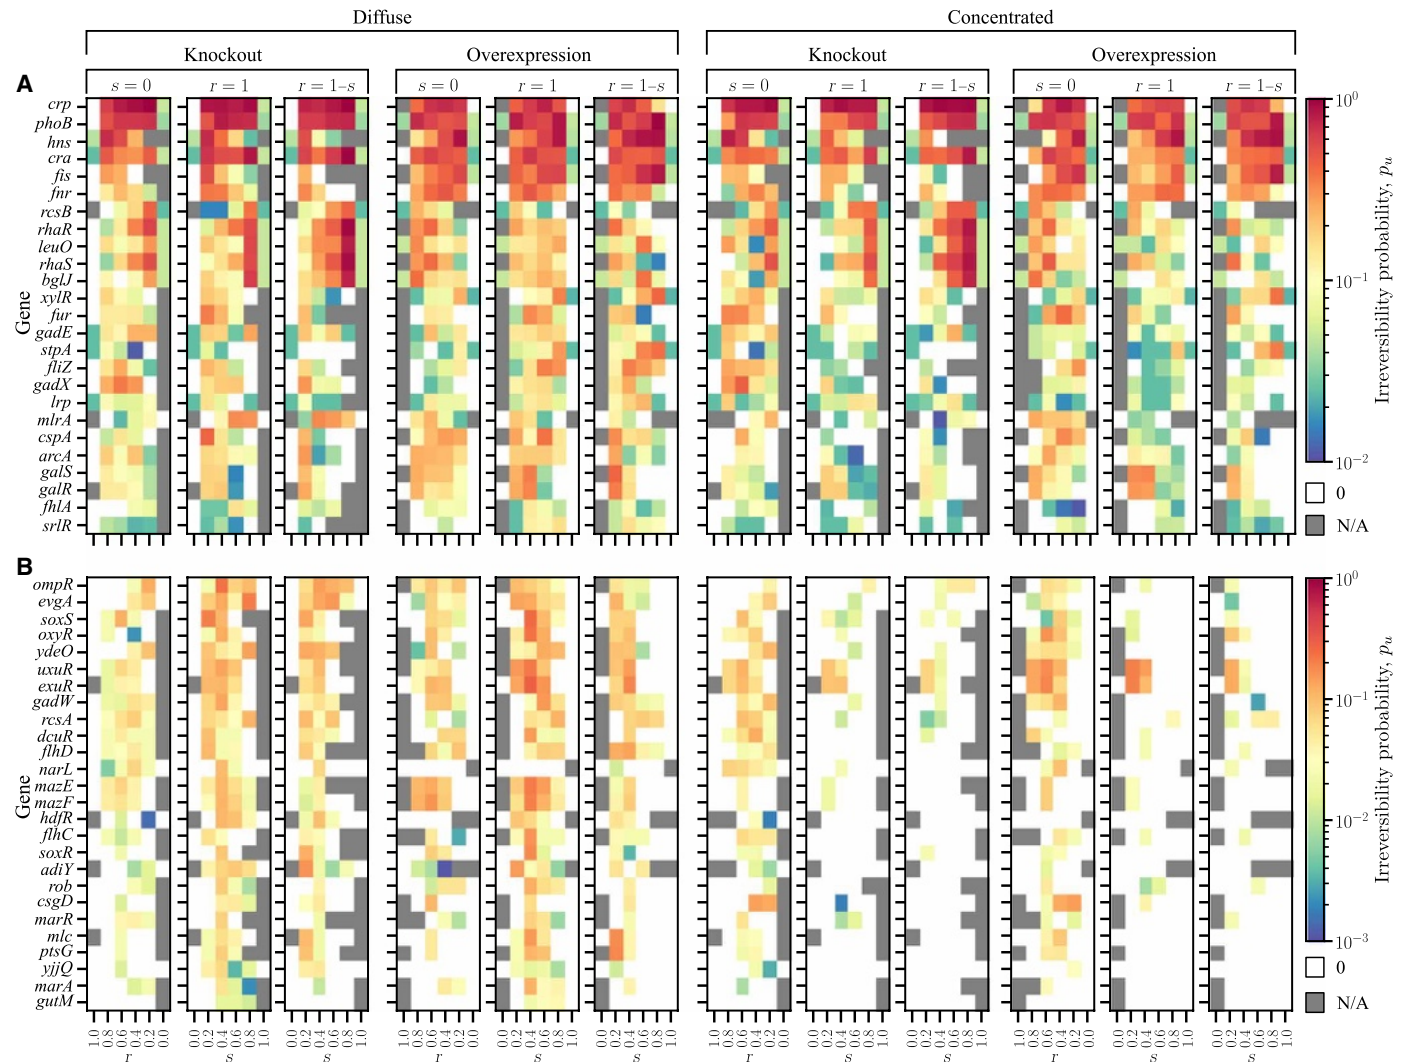 Diffuse
Concentrated
Knockout
Overexpression
Knockout
Overexpression
A
s = 0
r = 1
r = 1–s
s = 0
r = 1
r = 1–s
s = 0
r = 1
r = 1–s
s = 0
r = 1
r = 1–s
Gene
crp
phoB
hns
cra
fis
fnr
rcsB
rhaR
leuO
rhaS
bglJ
xylR
fur
gadE
stpA
fliZ
gadX
lrp
mlrA
cspA
arcA
galS
galR
fhlA
srlR
10⁰
10⁻¹
10⁻²
0
N/A
Irreversibility probability, pᵤ
B
Gene
ompR
evgA
soxS
oxyR
ydeO
uxuR
exuR
gadW
rcsA
dcuR
flhD
narL
mazE
mazF
hdfR
flhC
soxR
adiY
rob
csgD
marR
mlc
ptsG
yjjQ
marA
gutM
10⁰
10⁻¹
10⁻²
10⁻³
0
N/A
Irreversibility probability, pᵤ
1.0 0.8 0.6 0.4 0.2 0.0
0.0 0.2 0.4 0.6 0.8 1.0
0.0 0.2 0.4 0.6 0.8 1.0
1.0 0.8 0.6 0.4 0.2 0.0
0.0 0.2 0.4 0.6 0.8 1.0
0.0 0.2 0.4 0.6 0.8 1.0
1.0 0.8 0.6 0.4 0.2 0.0
0.0 0.2 0.4 0.6 0.8 1.0
0.0 0.2 0.4 0.6 0.8 1.0
1.0 0.8 0.6 0.4 0.2 0.0
0.0 0.2 0.4 0.6 0.8 1.0
0.0 0.2 0.4 0.6 0.8 1.0
r s s r s s r s s r s s